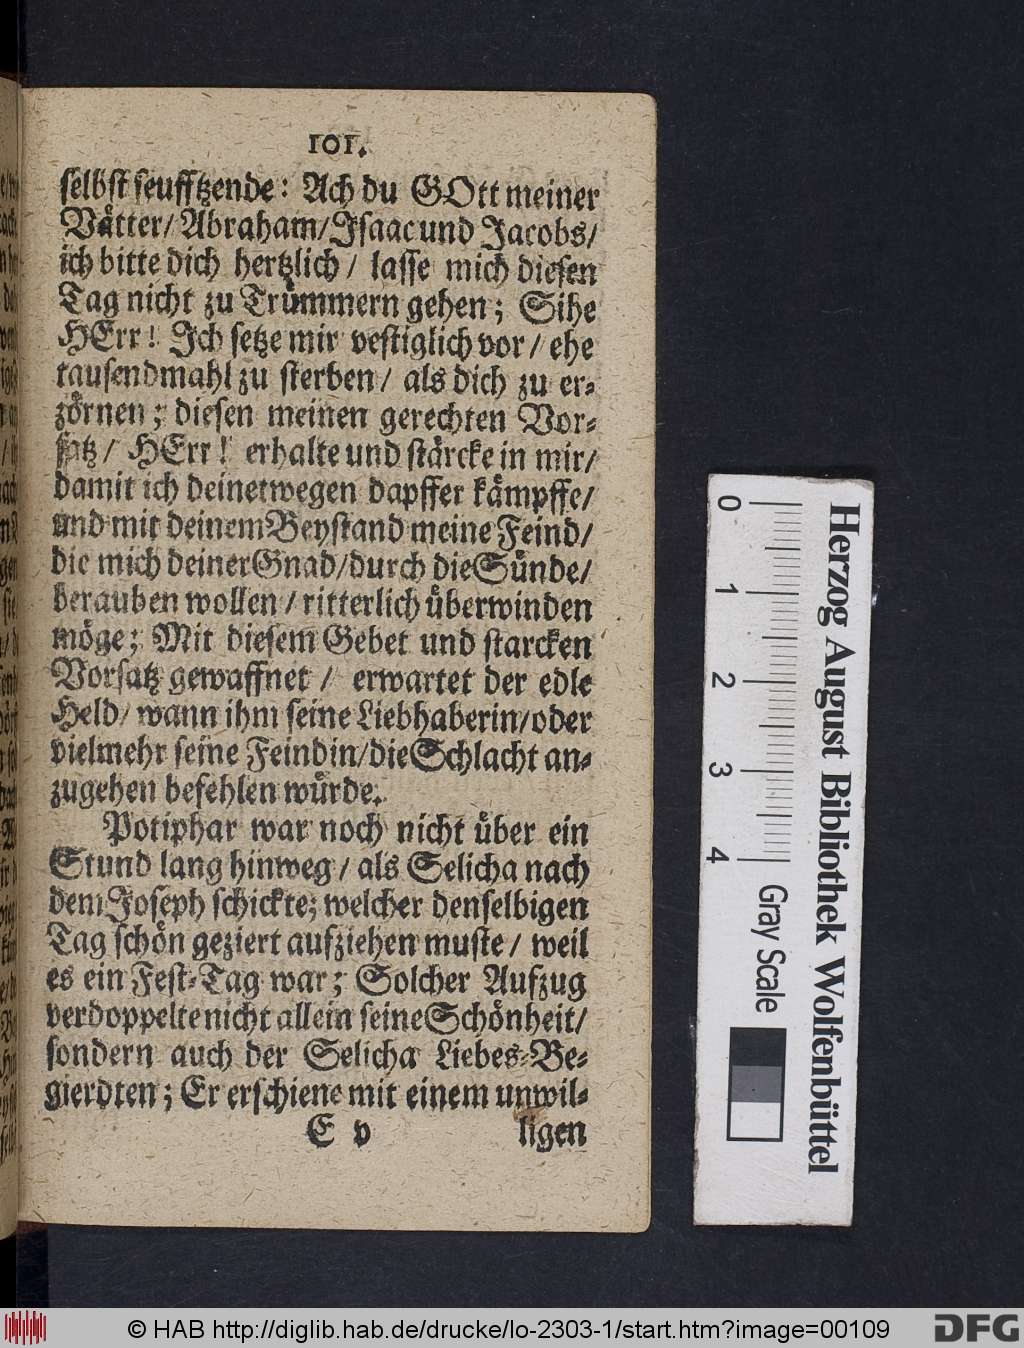 101.
selbst seufftzende: Ach du GOtt meiner
Vätter/ Abraham/ Isaac und Jacobs/
ich bitte dich hertzlich/ lasse mich diesen
Tag nicht zu Trümmern gehen; Sihe
HErr! Ich setze mir vestiglich vor/ ehe
tausendmahl zu sterben/ als dich zu er-
zörnen; diesen meinen gerechten Vor-
satz/ HErr! erhalte und stärcke in mir/
damit ich deinetwegen dapffer kämpffe/
und mit deinem Beystand meine Feind/
die mich deiner Gnad/ durch die Sünde/
berauben wollen/ ritterlich überwinden
möge; Mit diesem Gebet und starcken
Vorsatz gewaffnet/ erwartet der edle
Held/ wann ihm seine Liebhaberin/ oder
vielmehr seine Feindin/ die Schlacht an-
zugehen befehlen würde.
Potiphar war noch nicht über ein
Stund lang hinweg/ als Selicha nach
dem Joseph schickte; welcher denselbigen
Tag schön geziert aufziehen muste/ weil
es ein Fest-Tag war; Solcher Aufzug
verdoppelte nicht allein seine Schönheit/
sondern auch der Selicha Liebes-Be-
gierdten; Er erschiene mit einem unwil-
E v ligen
0 1 2 3 4 Gray Scale
Herzog August Bibliothek Wolfenbüttel
© HAB http://diglib.hab.de/drucke/lo-2303-1/start.htm?image=00109
DFG